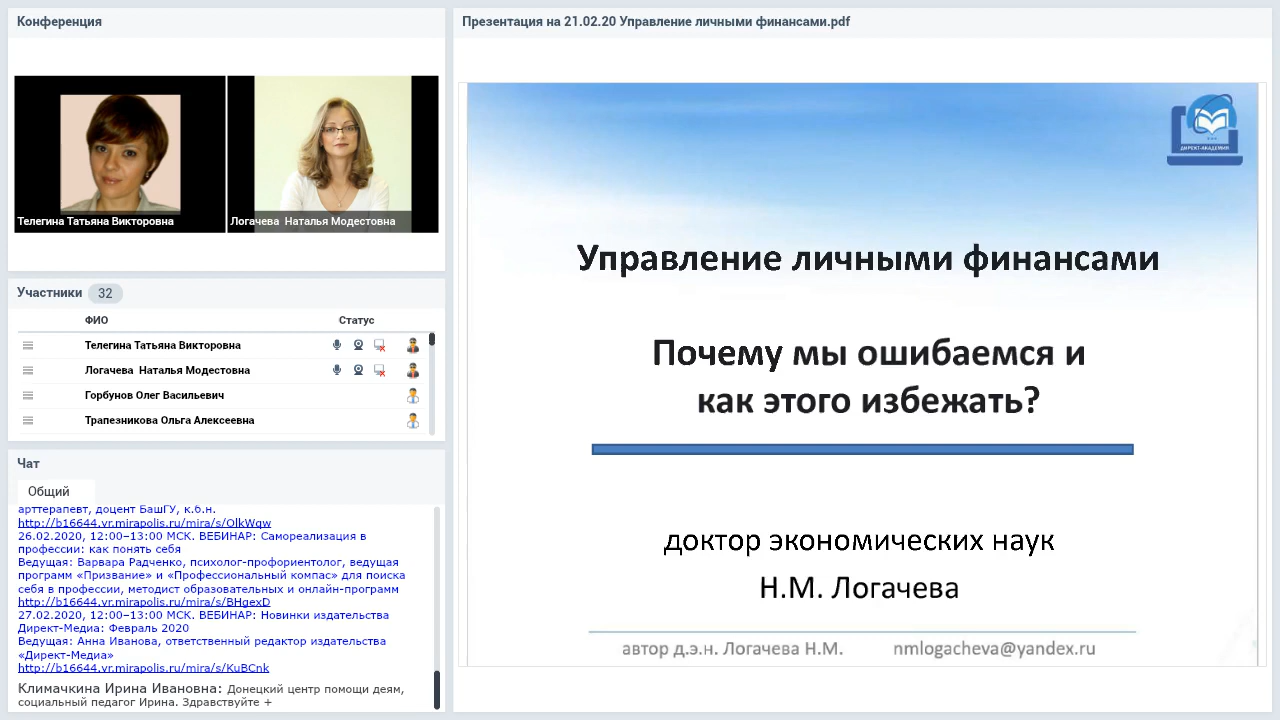 Конференция
Телегина Татьяна Викторовна
Логачева  Наталья Модестовна
Участники 32
ФИО Статус
Телегина Татьяна Викторовна
Логачева  Наталья Модестовна
Горбунов Олег Васильевич
Трапезникова Ольга Алексеевна
Чат
Общий
арттерапевт, доцент БашГУ, к.б.н.
http://b16644.vr.mirapolis.ru/mira/s/OlkWqw
26.02.2020, 12:00–13:00 МСК. ВЕБИНАР: Самореализация в
профессии: как понять себя
Ведущая: Варвара Радченко, психолог-профориентолог, ведущая
программ «Призвание» и «Профессиональный компас» для поиска
себя в профессии, методист образовательных и онлайн-программ
http://b16644.vr.mirapolis.ru/mira/s/BHgexD
27.02.2020, 12:00–13:00 МСК. ВЕБИНАР: Новинки издательства
Директ-Медиа: Февраль 2020
Ведущая: Анна Иванова, ответственный редактор издательства
«Директ-Медиа»
http://b16644.vr.mirapolis.ru/mira/s/KuBCnk
Климачкина Ирина Ивановна: Донецкий центр помощи деям,
социальный педагог Ирина. Здравствуйте +
Презентация на 21.02.20 Управление личными финансами.pdf
ДИРЕКТ-АКАДЕМИЯ
Управление личными финансами
Почему мы ошибаемся и
как этого избежать?
доктор экономических наук
Н.М. Логачева
автор д.э.н. Логачева Н.М. nmlogacheva@yandex.ru